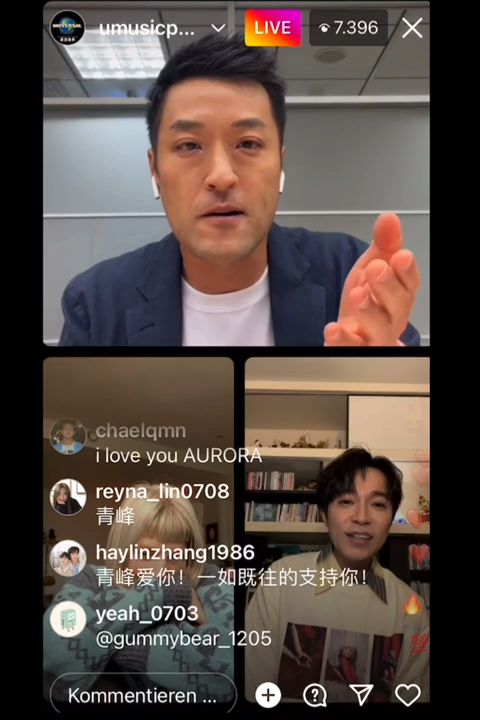 umusicp...
LIVE
7.396
chaelqmn
i love you AURORA
reyna_lin0708
青峰
haylinzhang1986
青峰爱你！一如既往的支持你！
yeah_0703
@gummybear_1205
Kommentieren ...